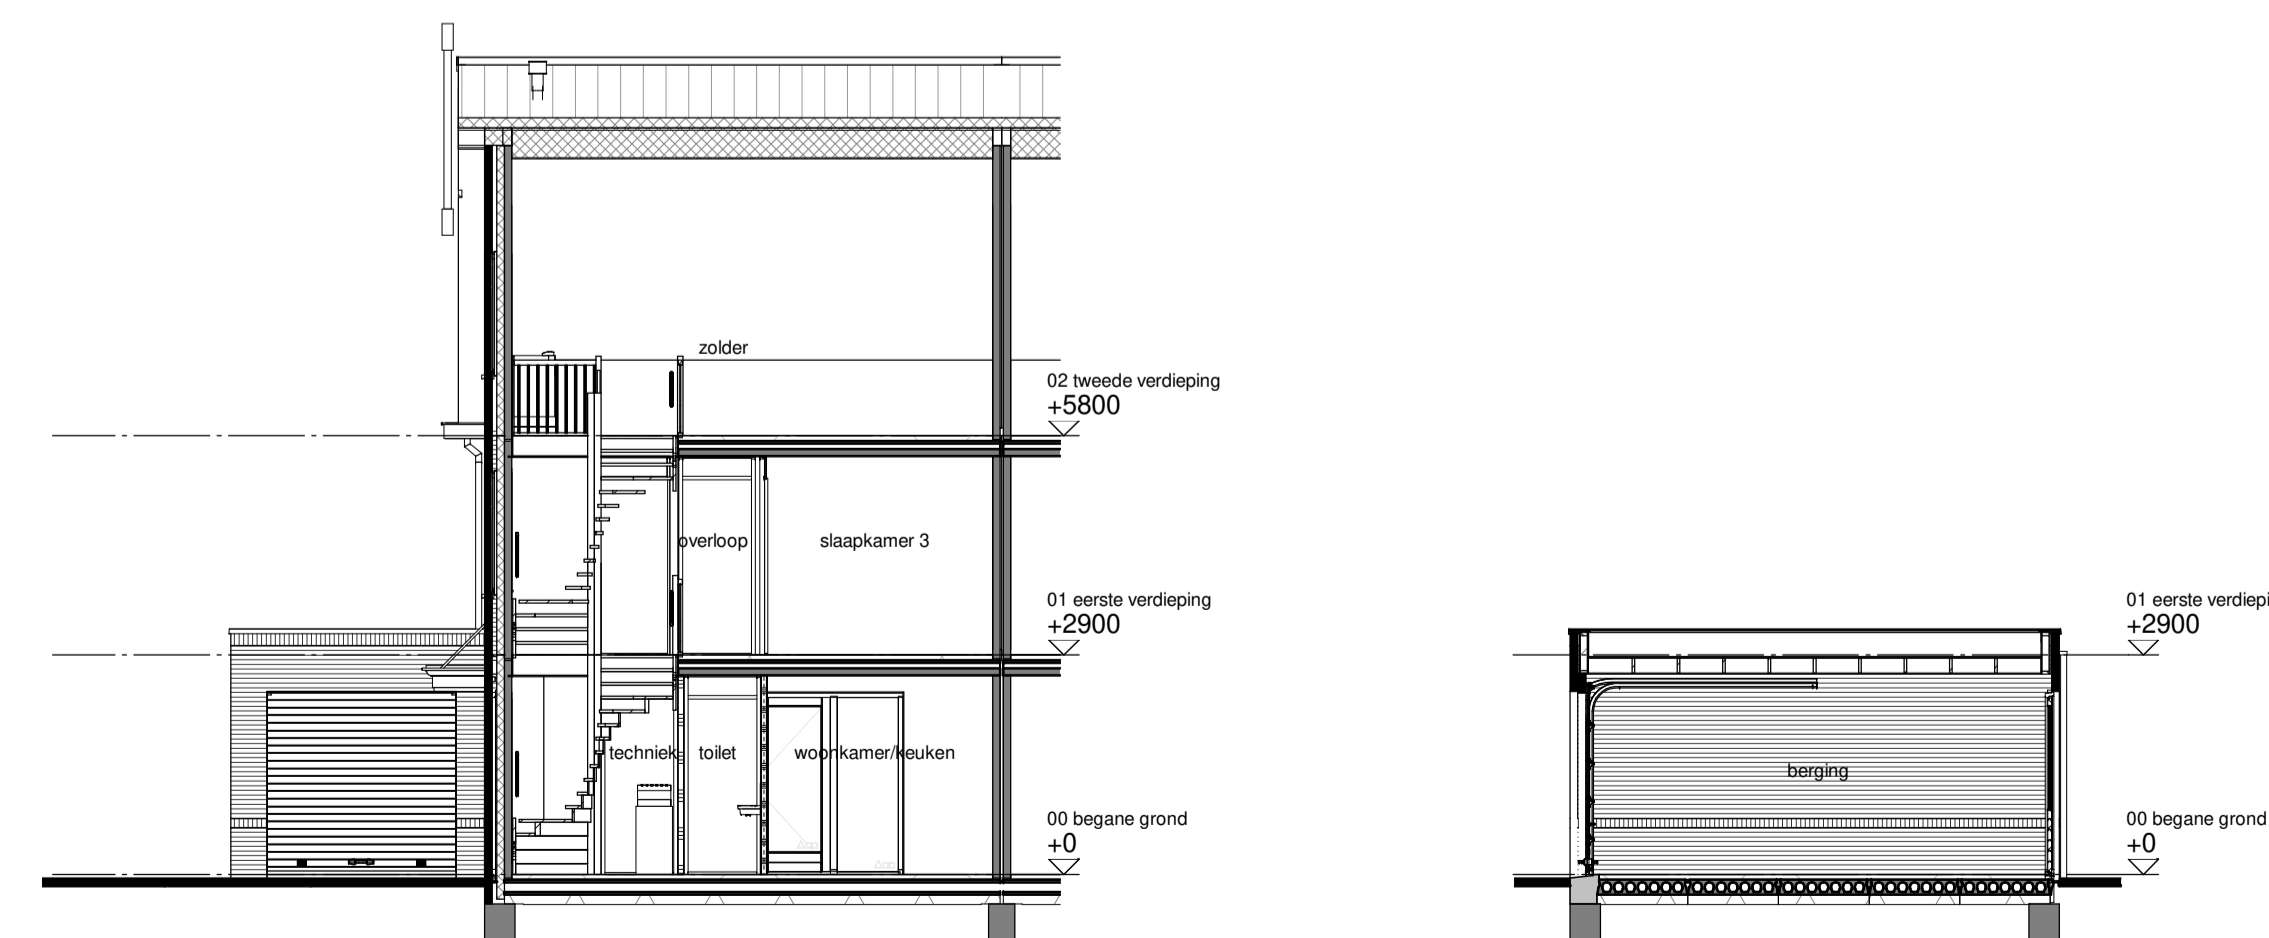 zolder
02 tweede verdieping
+5800
overloop
slaapkamer 3
01 eerste verdieping
+2900
techniek
toilet
woonkamer/keuken
00 begane grond
+0
01 eerste verdiepi
+2900
berging
00 begane grond
+0